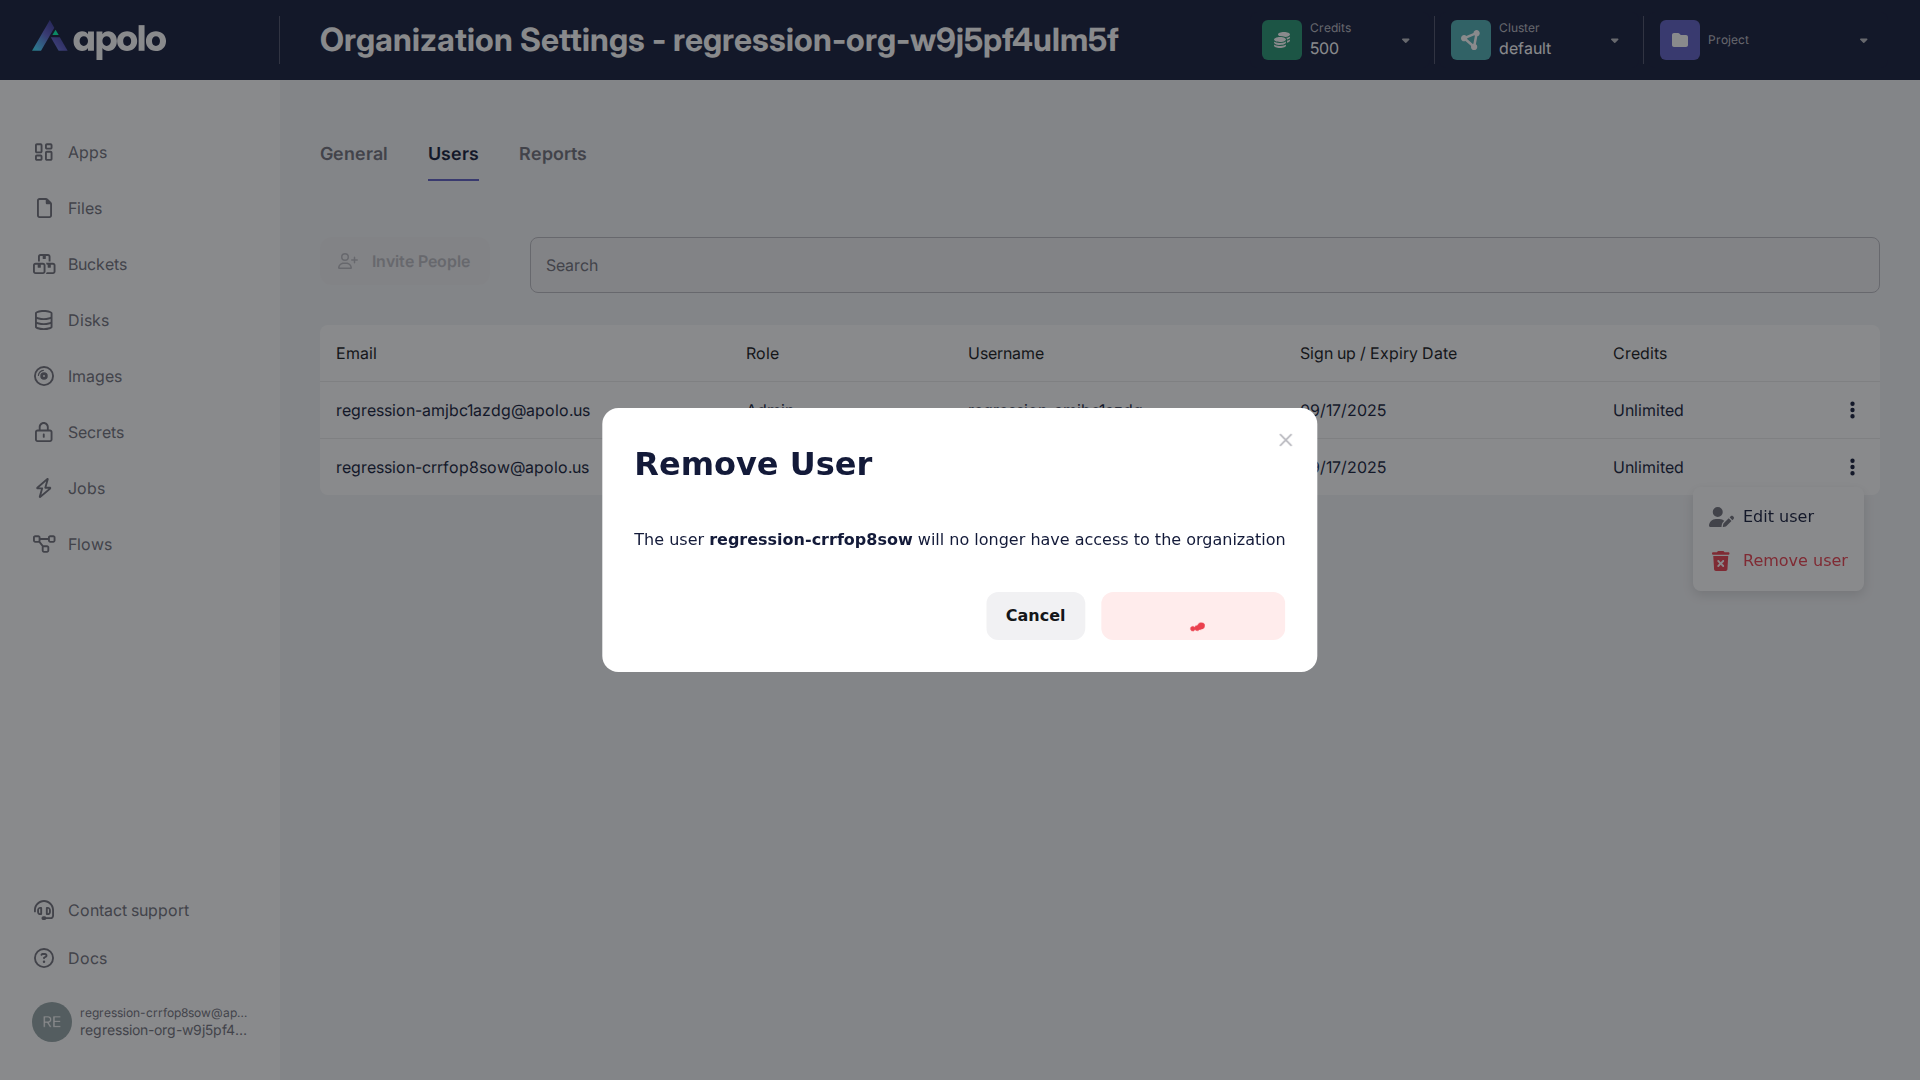 apolo
Organization Settings - regression-org-w9j5pf4ulm5f
Credits
500
Cluster
default
Project
Apps
Files
Buckets
Disks
Images
Secrets
Jobs
Flows
General
Users
Reports
Invite People
Search
Email
Role
Username
Sign up / Expiry Date
Credits
regression-amjbc1azdg@apolo.us
Admin
regression-amjbc1azdg
09/17/2025
Unlimited
regression-crrfop8sow@apolo.us
/17/2025
Unlimited
Edit user
Remove user
Remove User
The user regression-crrfop8sow will no longer have access to the organization
Cancel
Contact support
Docs
RE
regression-crrfop8sow@ap...
regression-org-w9j5pf4...